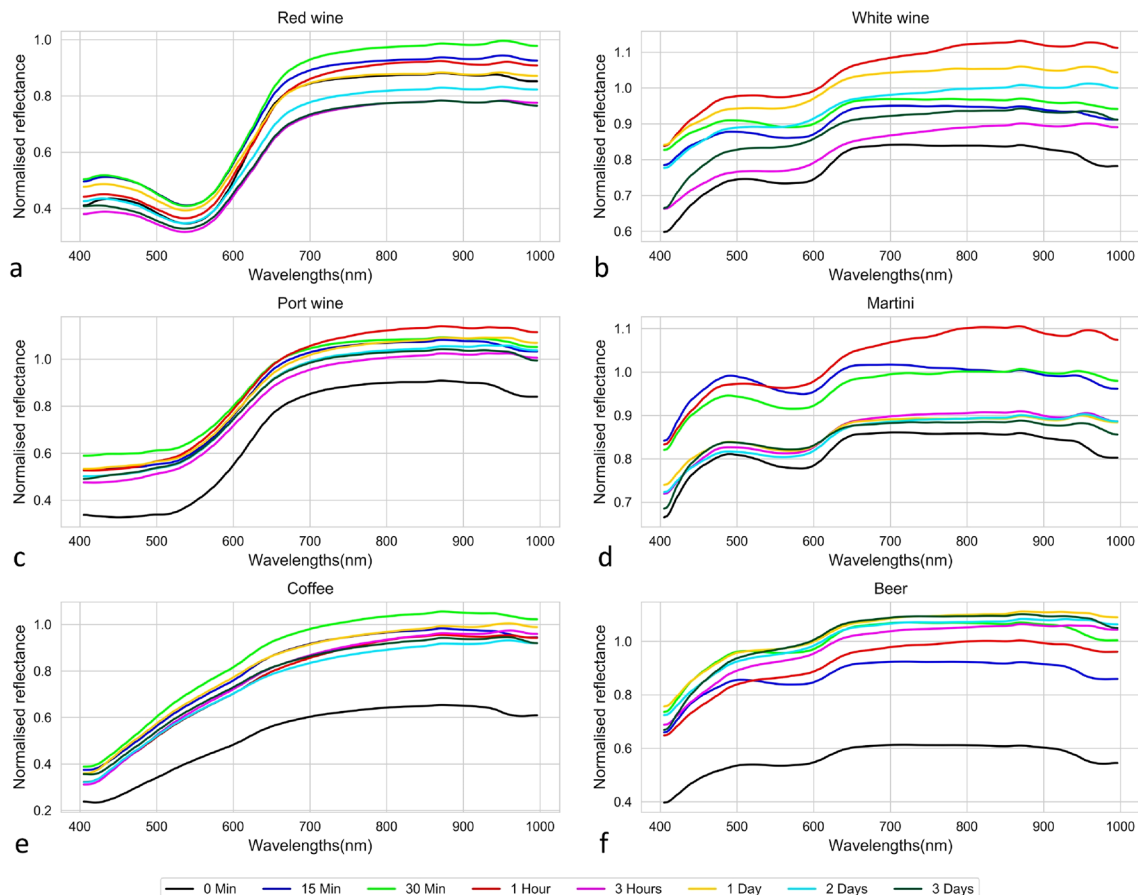 Red wine
White wine
Normalised reflectance
1.0
0.8
0.6
0.4
400 500 600 700 800 900 1000
Wavelengths(nm)
a
Normalised reflectance
1.1
1.0
0.9
0.8
0.7
0.6
400 500 600 700 800 900 1000
Wavelengths(nm)
b
Port wine
Martini
Normalised reflectance
1.0
0.8
0.6
0.4
400 500 600 700 800 900 1000
Wavelengths(nm)
c
Normalised reflectance
1.1
1.0
0.9
0.8
0.7
400 500 600 700 800 900 1000
Wavelengths(nm)
d
Coffee
Beer
Normalised reflectance
1.0
0.8
0.6
0.4
0.2
400 500 600 700 800 900 1000
Wavelengths(nm)
e
Normalised reflectance
1.0
0.8
0.6
0.4
400 500 600 700 800 900 1000
Wavelengths(nm)
f
0 Min 15 Min 30 Min 1 Hour 3 Hours 1 Day 2 Days 3 Days